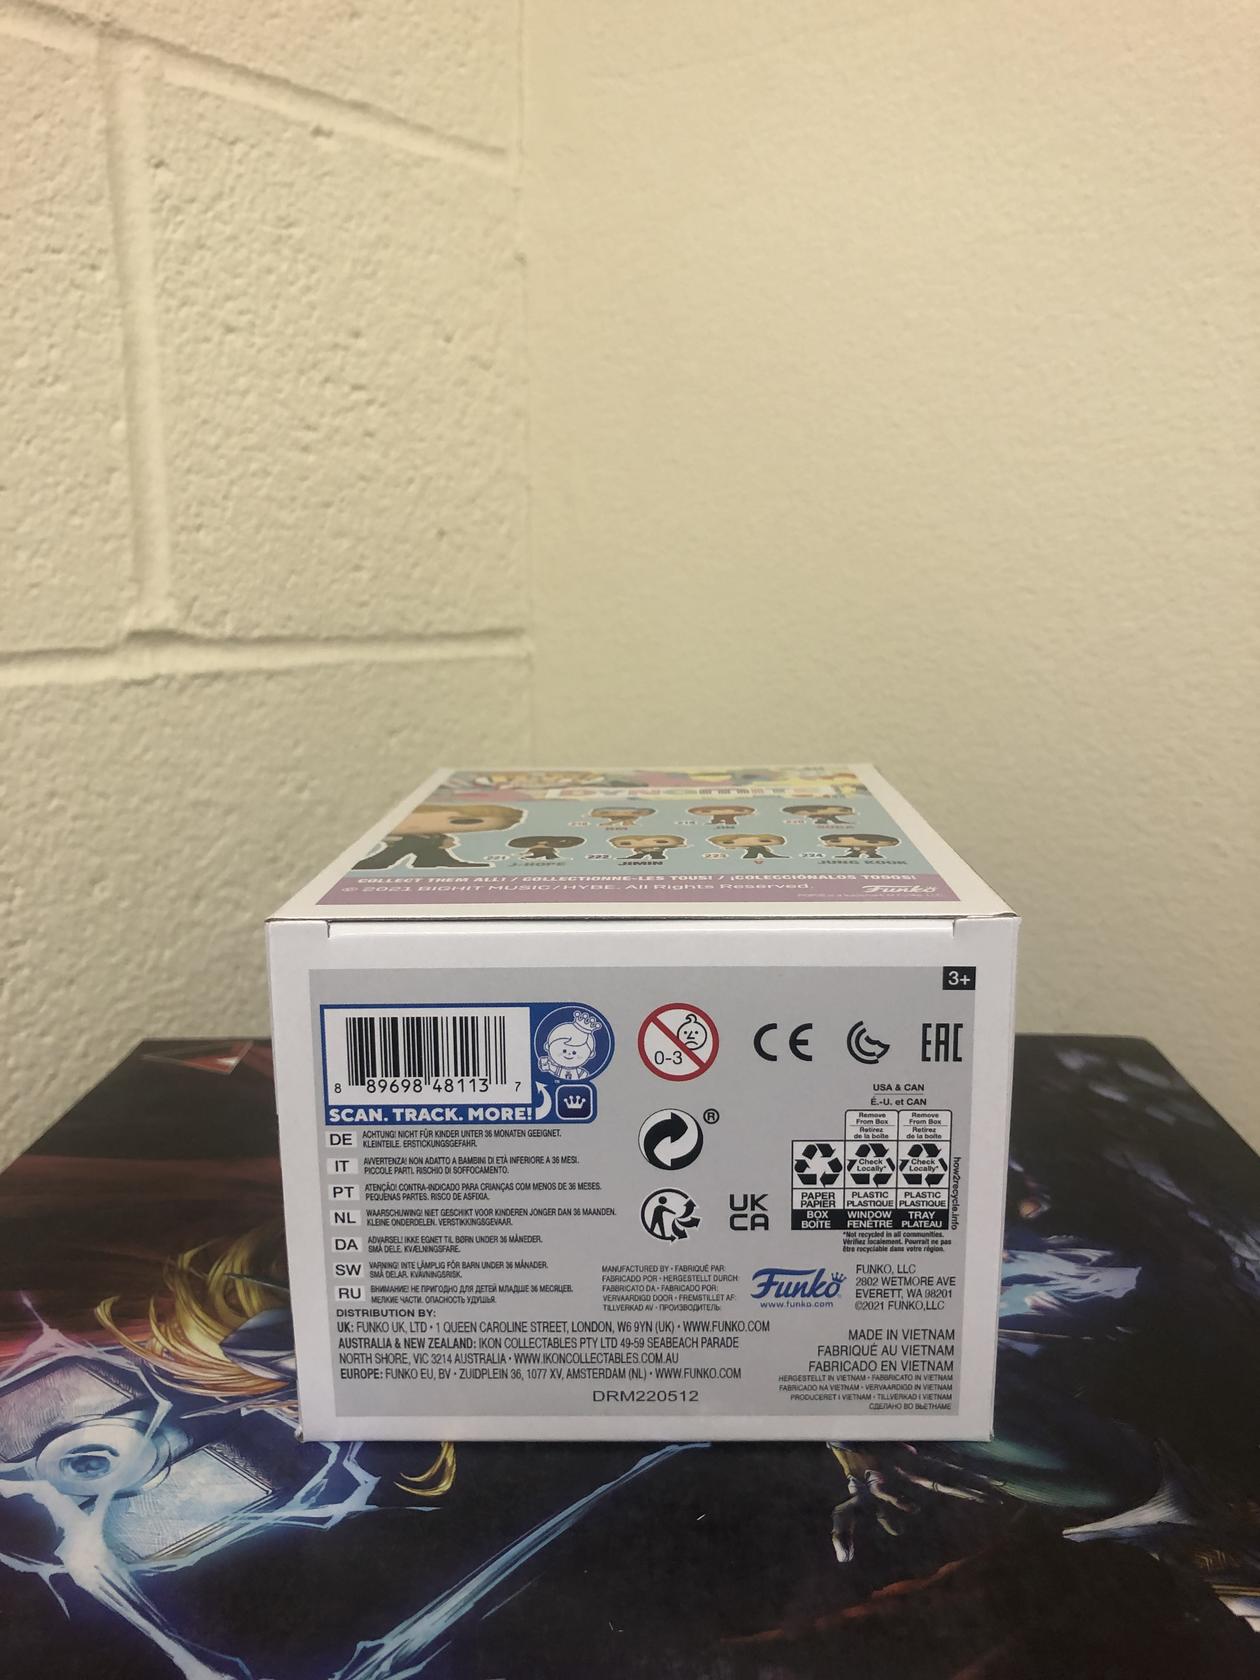 DYNAMITE
RM JIN SUGA
221 J-HOPE 222 JIMIN 223 V 224 JUNG KOOK
COLLECT THEM ALL! / COLLECTIONNE-LES TOUS! / ¡COLECCIÓNALOS TODOS!
© 2021 BIGHIT MUSIC/HYBE. All Rights Reserved. Funko
3+
8 89698 48113 7
SCAN. TRACK. MORE!
0-3
CE
EAC
DE ACHTUNG! NICHT FÜR KINDER UNTER 36 MONATEN GEEIGNET.
KLEINTEILE. ERSTICKUNGSGEFAHR.
IT AVVERTENZA! NON ADATTO A BAMBINI DI ETÀ INFERIORE A 36 MESI.
PICCOLE PARTI. RISCHIO DI SOFFOCAMENTO.
PT ATENÇÃO! CONTRA-INDICADO PARA CRIANÇAS COM MENOS DE 36 MESES.
PEQUENAS PARTES. RISCO DE ASFIXIA.
NL WAARSCHUWING! NIET GESCHIKT VOOR KINDEREN JONGER DAN 36 MAANDEN.
KLEINE ONDERDELEN. VERSTIKKINGSGEVAAR.
DA ADVARSEL! IKKE EGNET TIL BØRN UNDER 36 MÅNEDER.
SMÅ DELE. KVÆLNINGSFARE.
SW VARNING! INTE LÄMPLIG FÖR BARN UNDER 36 MÅNADER.
SMÅ DELAR. KVÄVNINGSRISK.
RU ВНИМАНИЕ! НЕ ПРИГОДНО ДЛЯ ДЕТЕЙ МЛАДШЕ 36 МЕСЯЦЕВ.
МЕЛКИЕ ЧАСТИ. ОПАСНОСТЬ УДУШЬЯ.
®
UK
CA
USA & CAN
É.-U. et CAN
Remove From Box
Retirez de la boîte
Remove From Box
Retirez de la boîte
Check Locally*
Check Locally*
PAPER PAPIER
PLASTIC PLASTIQUE
PLASTIC PLASTIQUE
BOX BOÎTE
WINDOW FENÊTRE
TRAY PLATEAU
how2recycle.info
*Not recycled in all communities.
Vérifiez localement. Pourrait ne pas
être recyclable dans votre région.
DISTRIBUTION BY:
UK: FUNKO UK, LTD • 1 QUEEN CAROLINE STREET, LONDON, W6 9YN (UK) • WWW.FUNKO.COM
AUSTRALIA & NEW ZEALAND: IKON COLLECTABLES PTY LTD 49-59 SEABEACH PARADE
NORTH SHORE, VIC 3214 AUSTRALIA • WWW.IKONCOLLECTABLES.COM.AU
EUROPE: FUNKO EU, BV • ZUIDPLEIN 36, 1077 XV, AMSTERDAM (NL) • WWW.FUNKO.COM
DRM220512
MANUFACTURED BY • FABRIQUÉ PAR:
FABRICADO POR • HERGESTELLT DURCH:
FABBRICATO DA • FABRICADO POR:
VERVAARDIGD DOOR • FREMSTILLET AF:
TILLVERKAD AV • ПРОИЗВОДИТЕЛЬ:
Funko
www.funko.com
FUNKO, LLC
2802 WETMORE AVE
EVERETT, WA 98201
©2021 FUNKO,LLC
MADE IN VIETNAM
FABRIQUÉ AU VIETNAM
FABRICADO EN VIETNAM
HERGESTELLT IN VIETNAM • FABBRICATO IN VIETNAM
FABRICADO NA VIETNAM • VERVAARDIGD IN VIETNAM
PRODUCERET I VIETNAM • TILLVERKAD I VIETNAM
СДЕЛАНО ВО ВЬЕТНАМЕ